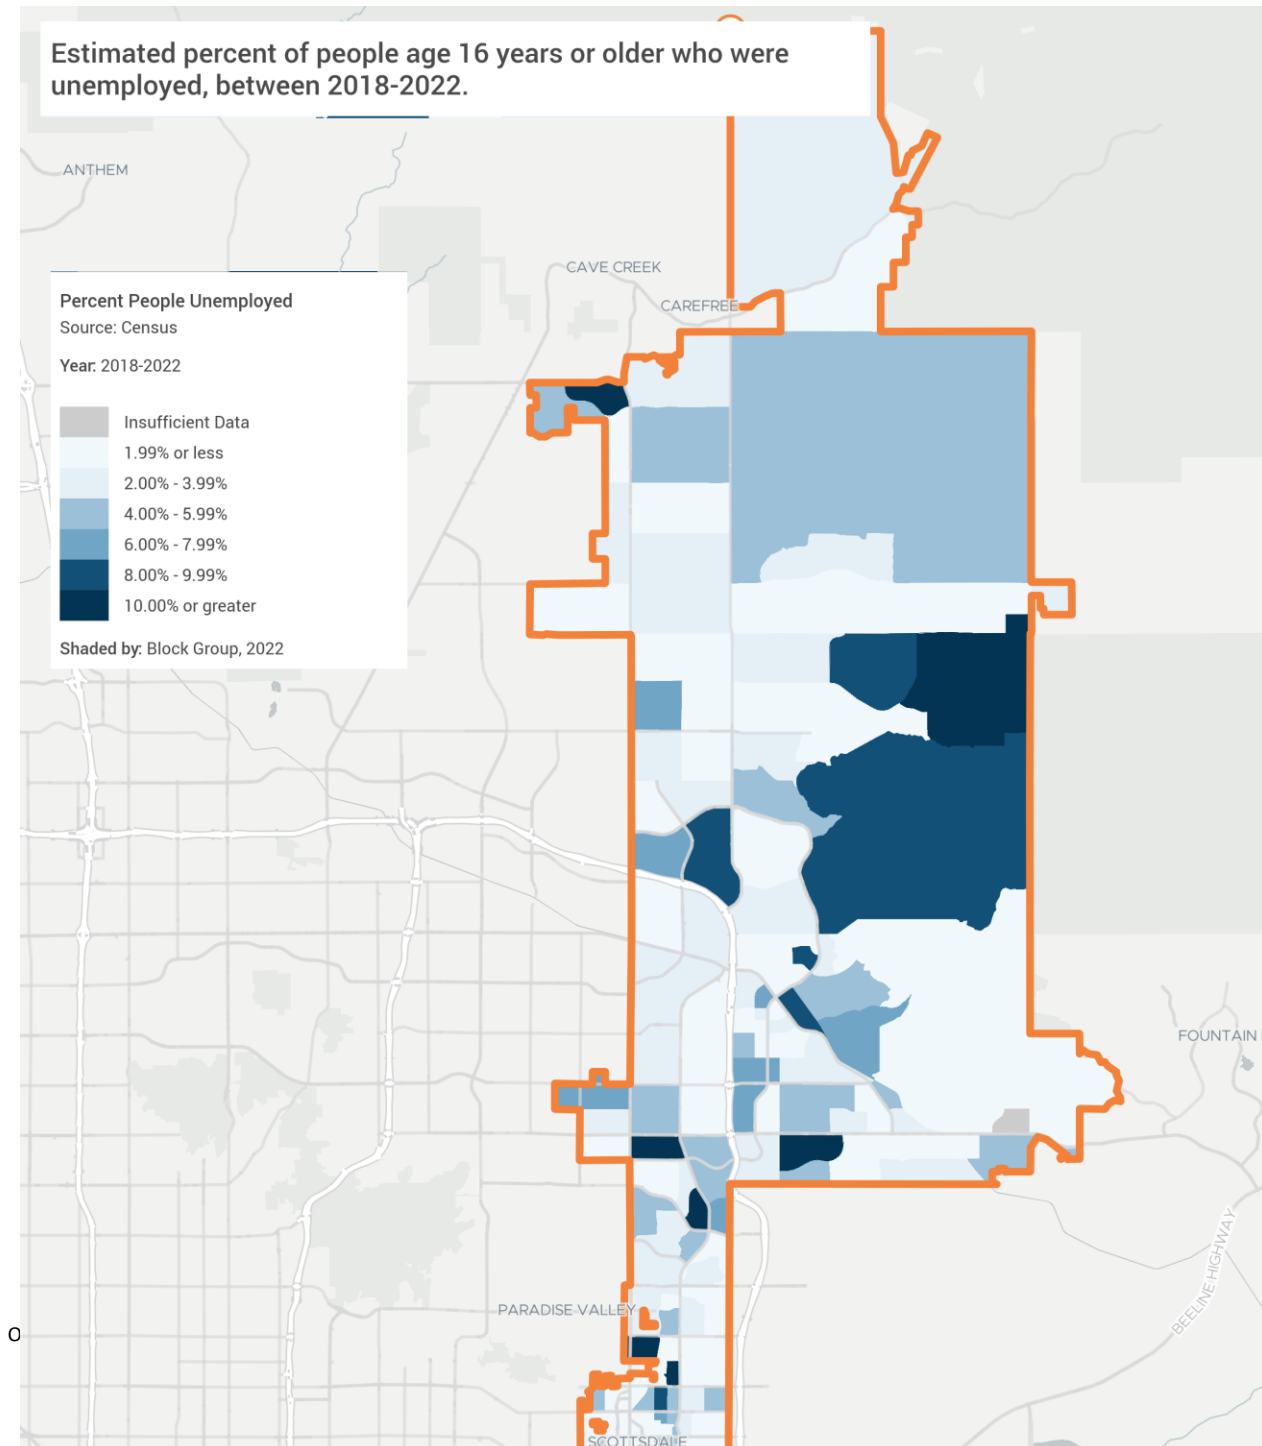 Estimated percent of people age 16 years or older who were
unemployed, between 2018-2022.
ANTHEM
CAVE CREEK
CAREFREE
Percent People Unemployed
Source: Census
Year: 2018-2022
Insufficient Data
1.99% or less
2.00% - 3.99%
4.00% - 5.99%
6.00% - 7.99%
8.00% - 9.99%
10.00% or greater
Shaded by: Block Group, 2022
FOUNTAIN
BEELINE HIGHWAY
PARADISE VALLEY
O
SCOTTSDALE